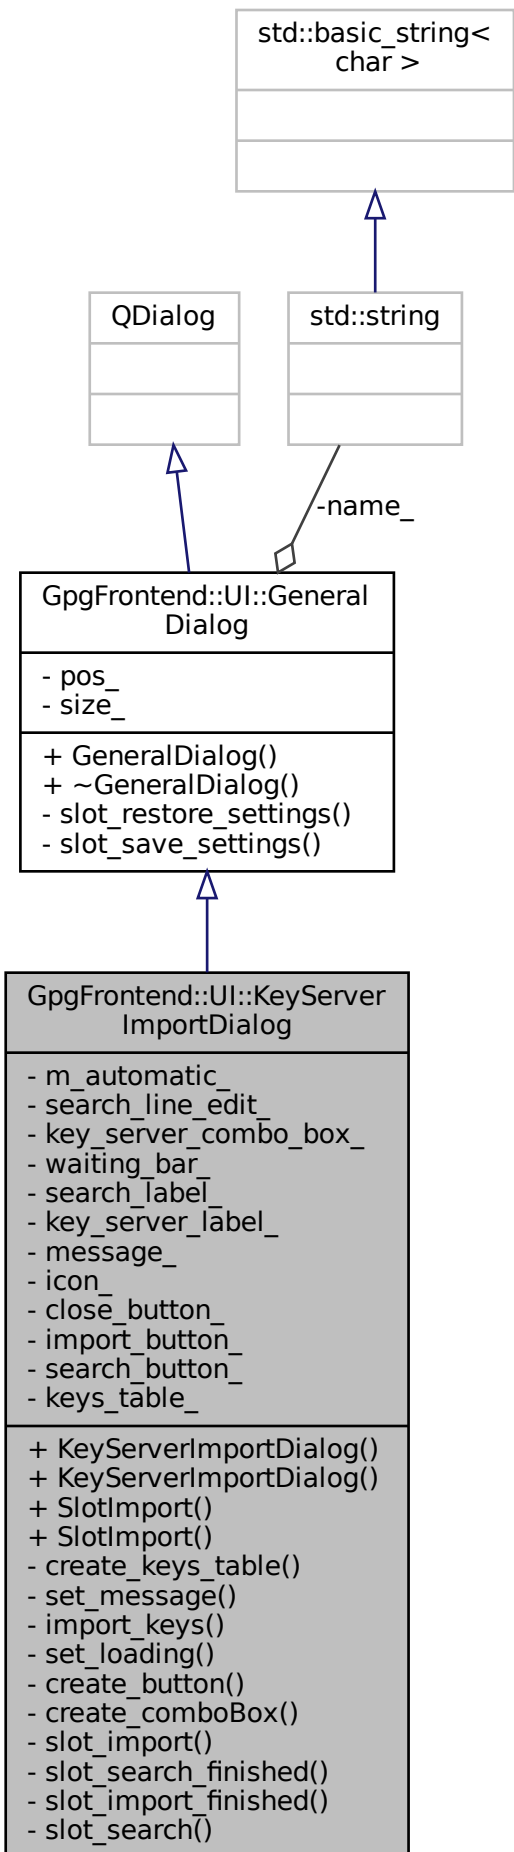 std::basic_string<
char >
QDialog
std::string
-name_
GpgFrontend::UI::General
Dialog
- pos_
- size_
+ GeneralDialog()
+ ~GeneralDialog()
- slot_restore_settings()
- slot_save_settings()
GpgFrontend::UI::KeyServer
ImportDialog
- m_automatic_
- search_line_edit_
- key_server_combo_box_
- waiting_bar_
- search_label_
- key_server_label_
- message_
- icon_
- close_button_
- import_button_
- search_button_
- keys_table_
+ KeyServerImportDialog()
+ KeyServerImportDialog()
+ SlotImport()
+ SlotImport()
- create_keys_table()
- set_message()
- import_keys()
- set_loading()
- create_button()
- create_comboBox()
- slot_import()
- slot_search_finished()
- slot_import_finished()
- slot_search()